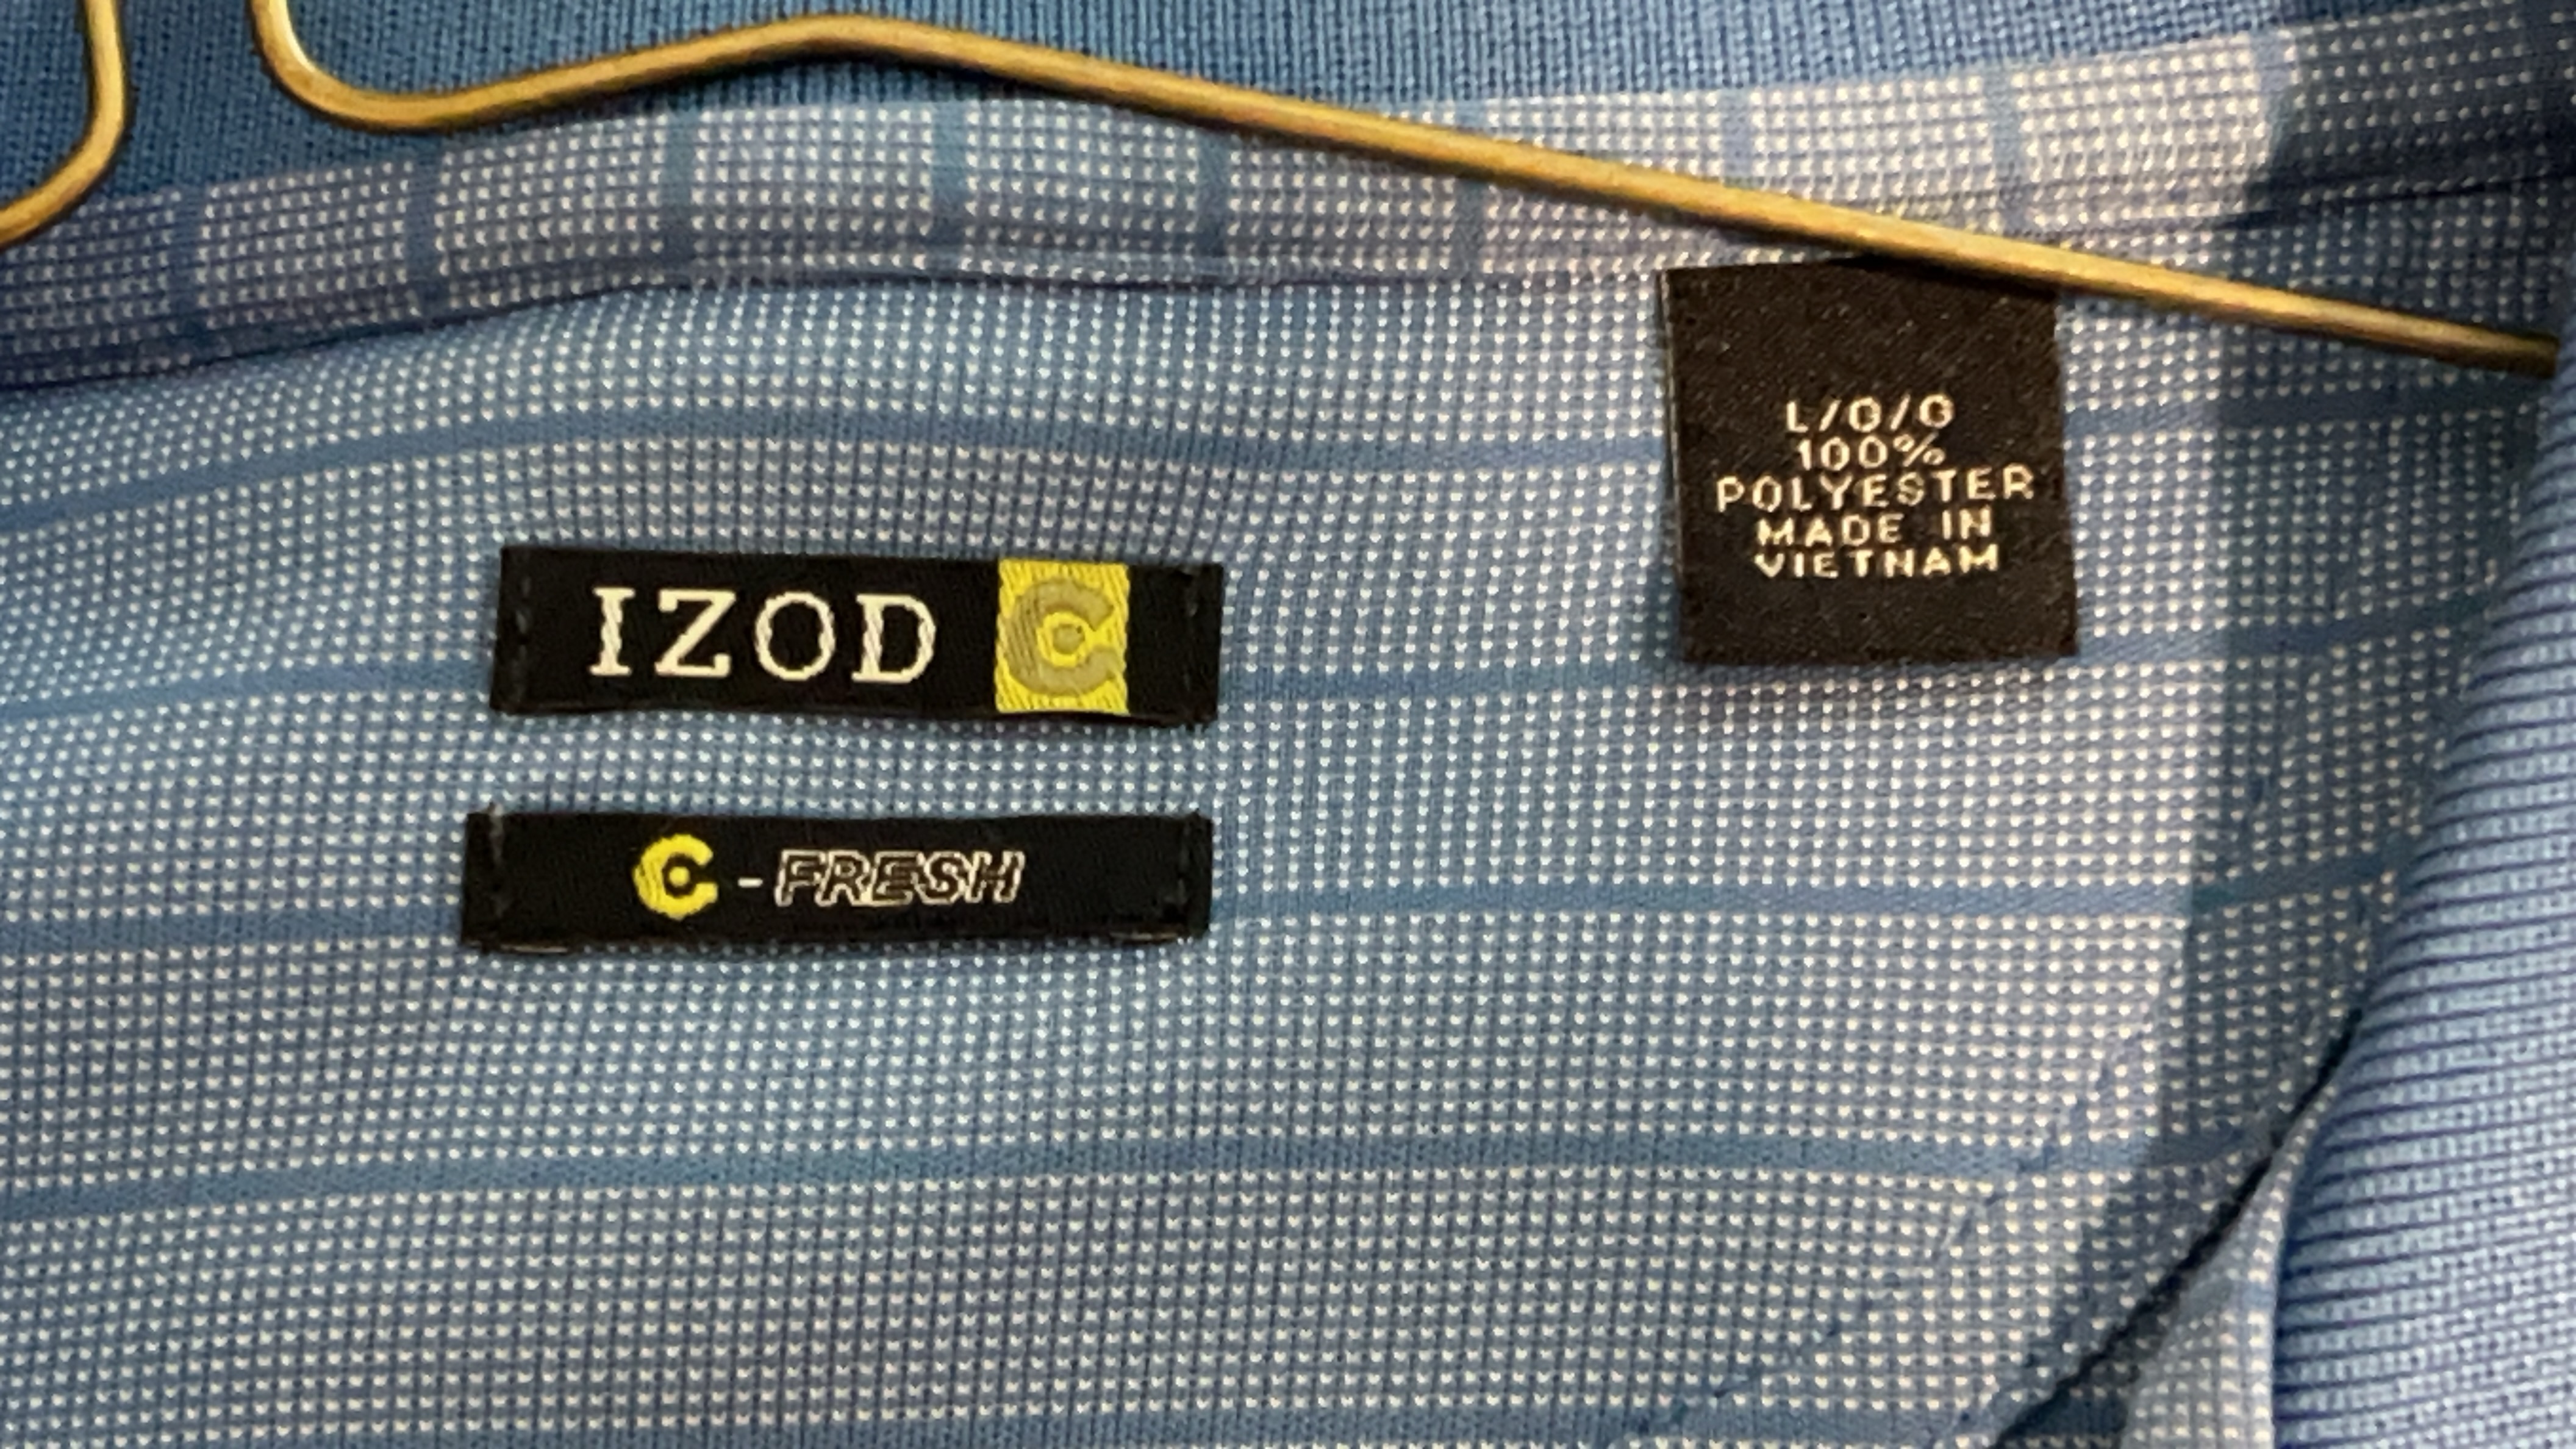 L/G/G
100%
POLYESTER
MADE IN
VIETNAM
IZOD C
C-FRESH